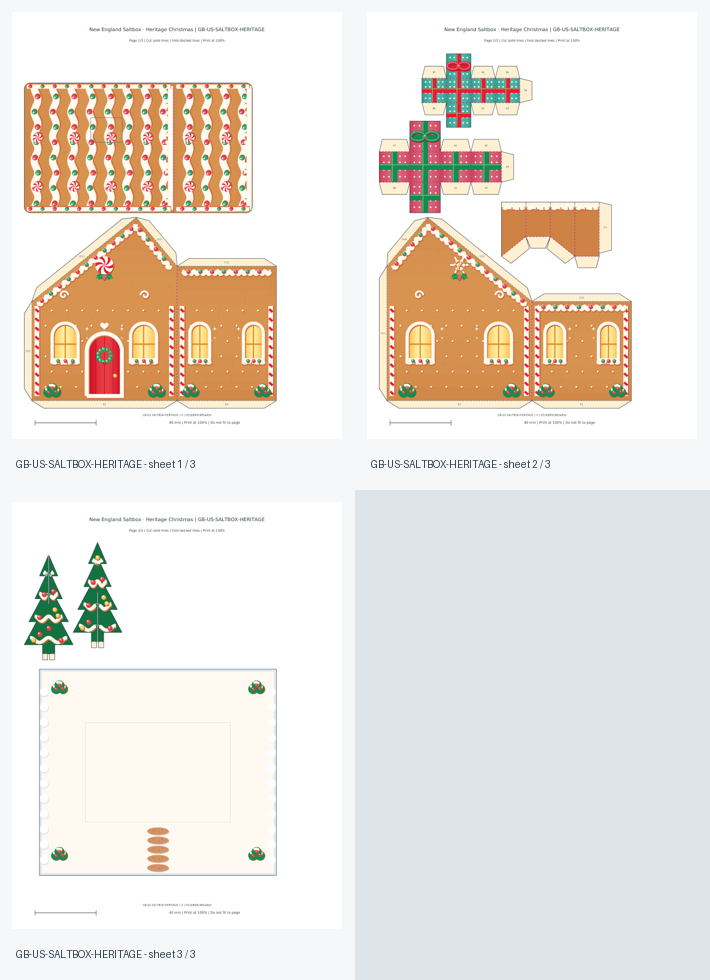 New England Saltbox · Heritage Christmas | GB-US-SALTBOX-HERITAGE
Page 1/3 | Cut solid lines | Fold dashed lines | Print at 100%
40 mm | Print at 100% | Do not fit to page
GB-US-SALTBOX-HERITAGE - sheet 1 / 3
New England Saltbox · Heritage Christmas | GB-US-SALTBOX-HERITAGE
Page 2/3 | Cut solid lines | Fold dashed lines | Print at 100%
40 mm | Print at 100% | Do not fit to page
GB-US-SALTBOX-HERITAGE - sheet 2 / 3
New England Saltbox · Heritage Christmas | GB-US-SALTBOX-HERITAGE
Page 3/3 | Cut solid lines | Fold dashed lines | Print at 100%
40 mm | Print at 100% | Do not fit to page
GB-US-SALTBOX-HERITAGE - sheet 3 / 3